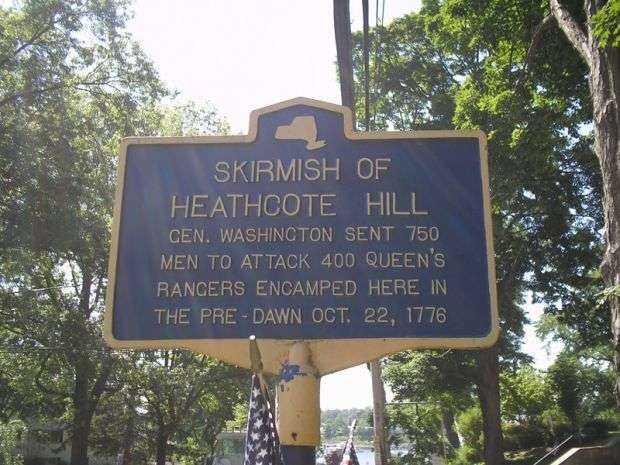 SKIRMISH OF
HEATHCOTE HILL
GEN. WASHINGTON SENT 750
MEN TO ATTACK 400 QUEEN'S
RANGERS ENCAMPED HERE IN
THE PRE-DAWN OCT. 22, 1776